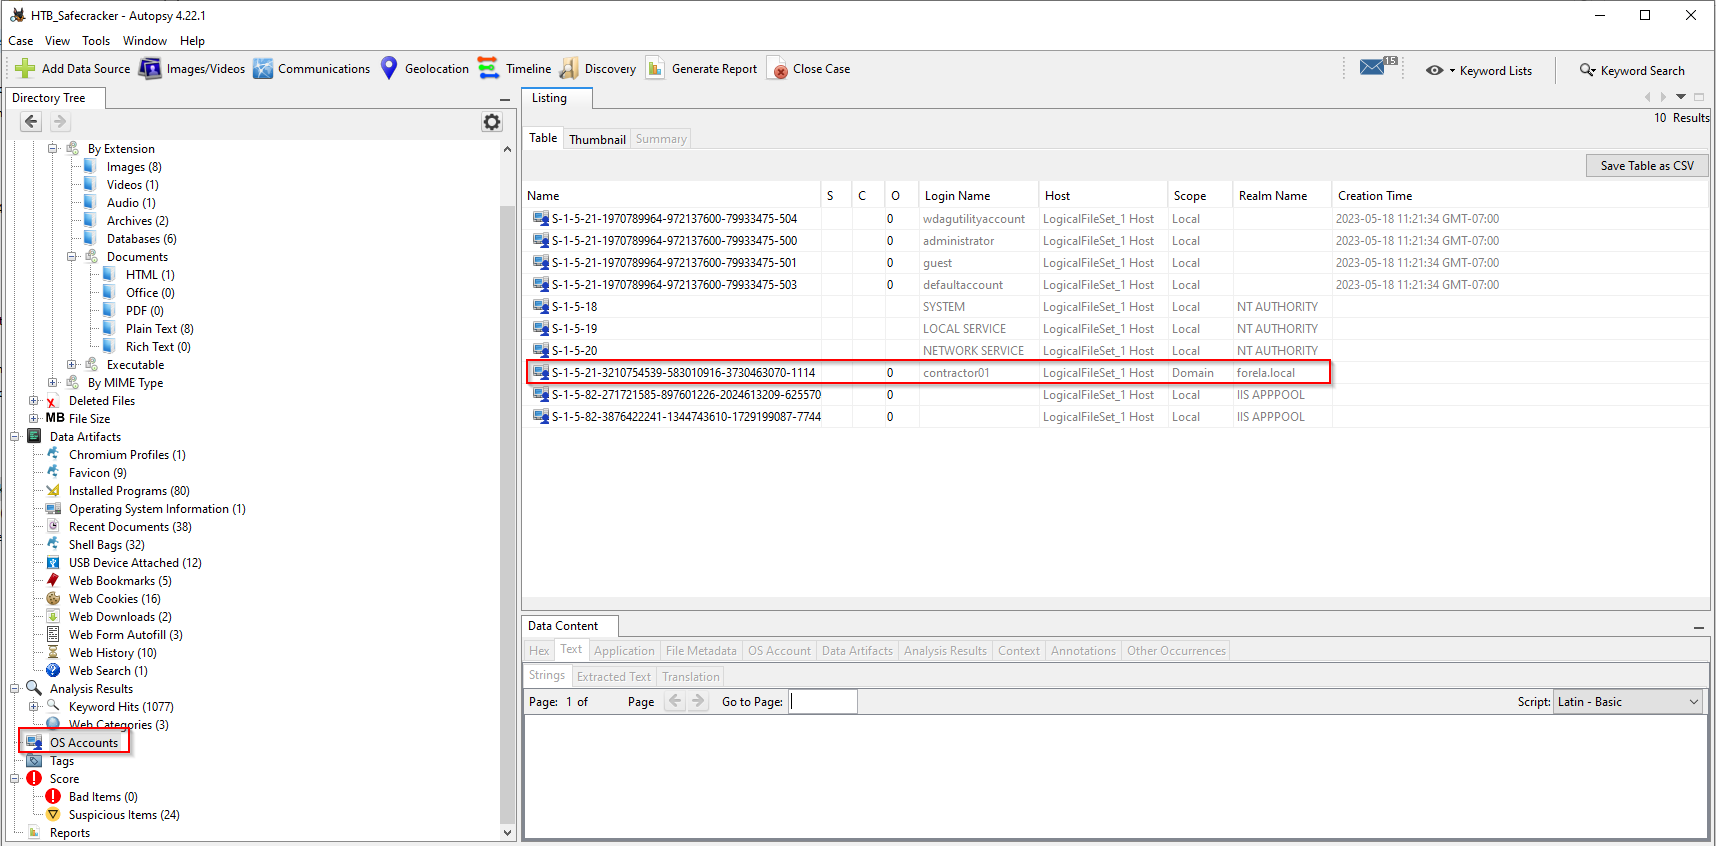 HTB_Safecracker - Autopsy 4.22.1
Case View Tools Window Help
Add Data Source Images/Videos Communications Geolocation Timeline Discovery Generate Report Close Case 15 Keyword Lists Keyword Search
Directory Tree
By Extension
Images (8)
Videos (1)
Audio (1)
Archives (2)
Databases (6)
Documents
HTML (1)
Office (0)
PDF (0)
Plain Text (8)
Rich Text (0)
Executable
By MIME Type
Deleted Files
MB File Size
Data Artifacts
Chromium Profiles (1)
Favicon (9)
Installed Programs (80)
Operating System Information (1)
Recent Documents (38)
Shell Bags (32)
USB Device Attached (12)
Web Bookmarks (5)
Web Cookies (16)
Web Downloads (2)
Web Form Autofill (3)
Web History (10)
Web Search (1)
Analysis Results
Keyword Hits (1077)
Web Categories (3)
OS Accounts
Tags
Score
Bad Items (0)
Suspicious Items (24)
Reports
Listing
10 Results
Table Thumbnail Summary
Save Table as CSV
Name S C O Login Name Host Scope Realm Name Creation Time
S-1-5-21-1970789964-972137600-79933475-504 0 wdagutilityaccount LogicalFileSet_1 Host Local 2023-05-18 11:21:34 GMT-07:00
S-1-5-21-1970789964-972137600-79933475-500 0 administrator LogicalFileSet_1 Host Local 2023-05-18 11:21:34 GMT-07:00
S-1-5-21-1970789964-972137600-79933475-501 0 guest LogicalFileSet_1 Host Local 2023-05-18 11:21:34 GMT-07:00
S-1-5-21-1970789964-972137600-79933475-503 0 defaultaccount LogicalFileSet_1 Host Local 2023-05-18 11:21:34 GMT-07:00
S-1-5-18 0 SYSTEM LogicalFileSet_1 Host Local NT AUTHORITY
S-1-5-19 0 LOCAL SERVICE LogicalFileSet_1 Host Local NT AUTHORITY
S-1-5-20 0 NETWORK SERVICE LogicalFileSet_1 Host Local NT AUTHORITY
S-1-5-21-3210754539-583010916-3730463070-1114 0 contractor01 LogicalFileSet_1 Host Domain forela.local
S-1-5-82-271721585-897601226-2024613209-625570 0 LogicalFileSet_1 Host Local IIS APPPOOL
S-1-5-82-3876422241-1344743610-1729199087-7744 0 LogicalFileSet_1 Host Local IIS APPPOOL
Data Content
Hex Text Application File Metadata OS Account Data Artifacts Analysis Results Context Annotations Other Occurrences
Strings Extracted Text Translation
Page: 1 of Page Go to Page: Script: Latin - Basic